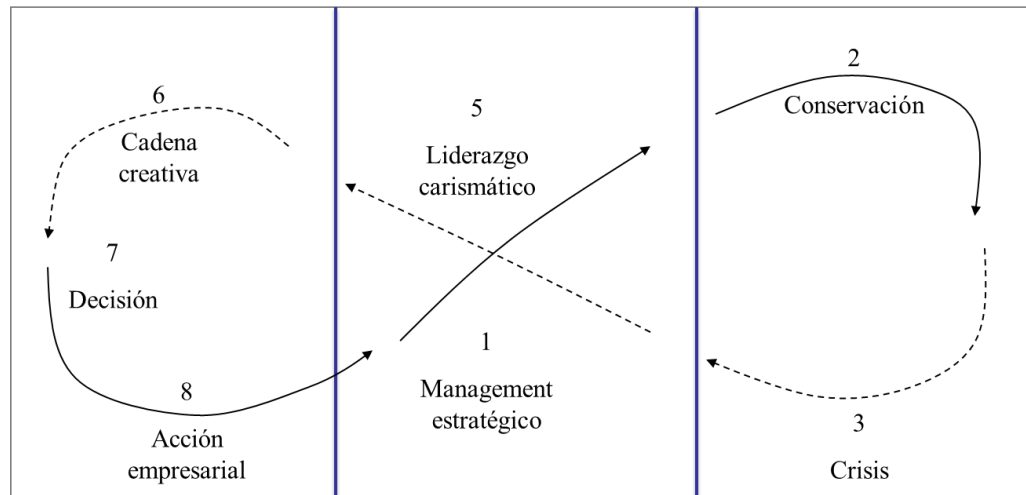 6
Cadena
creativa
7
Decisión
8
Acción
empresarial
5
Liderazgo
carismático
1
Management
estratégico
2
Conservación
3
Crisis